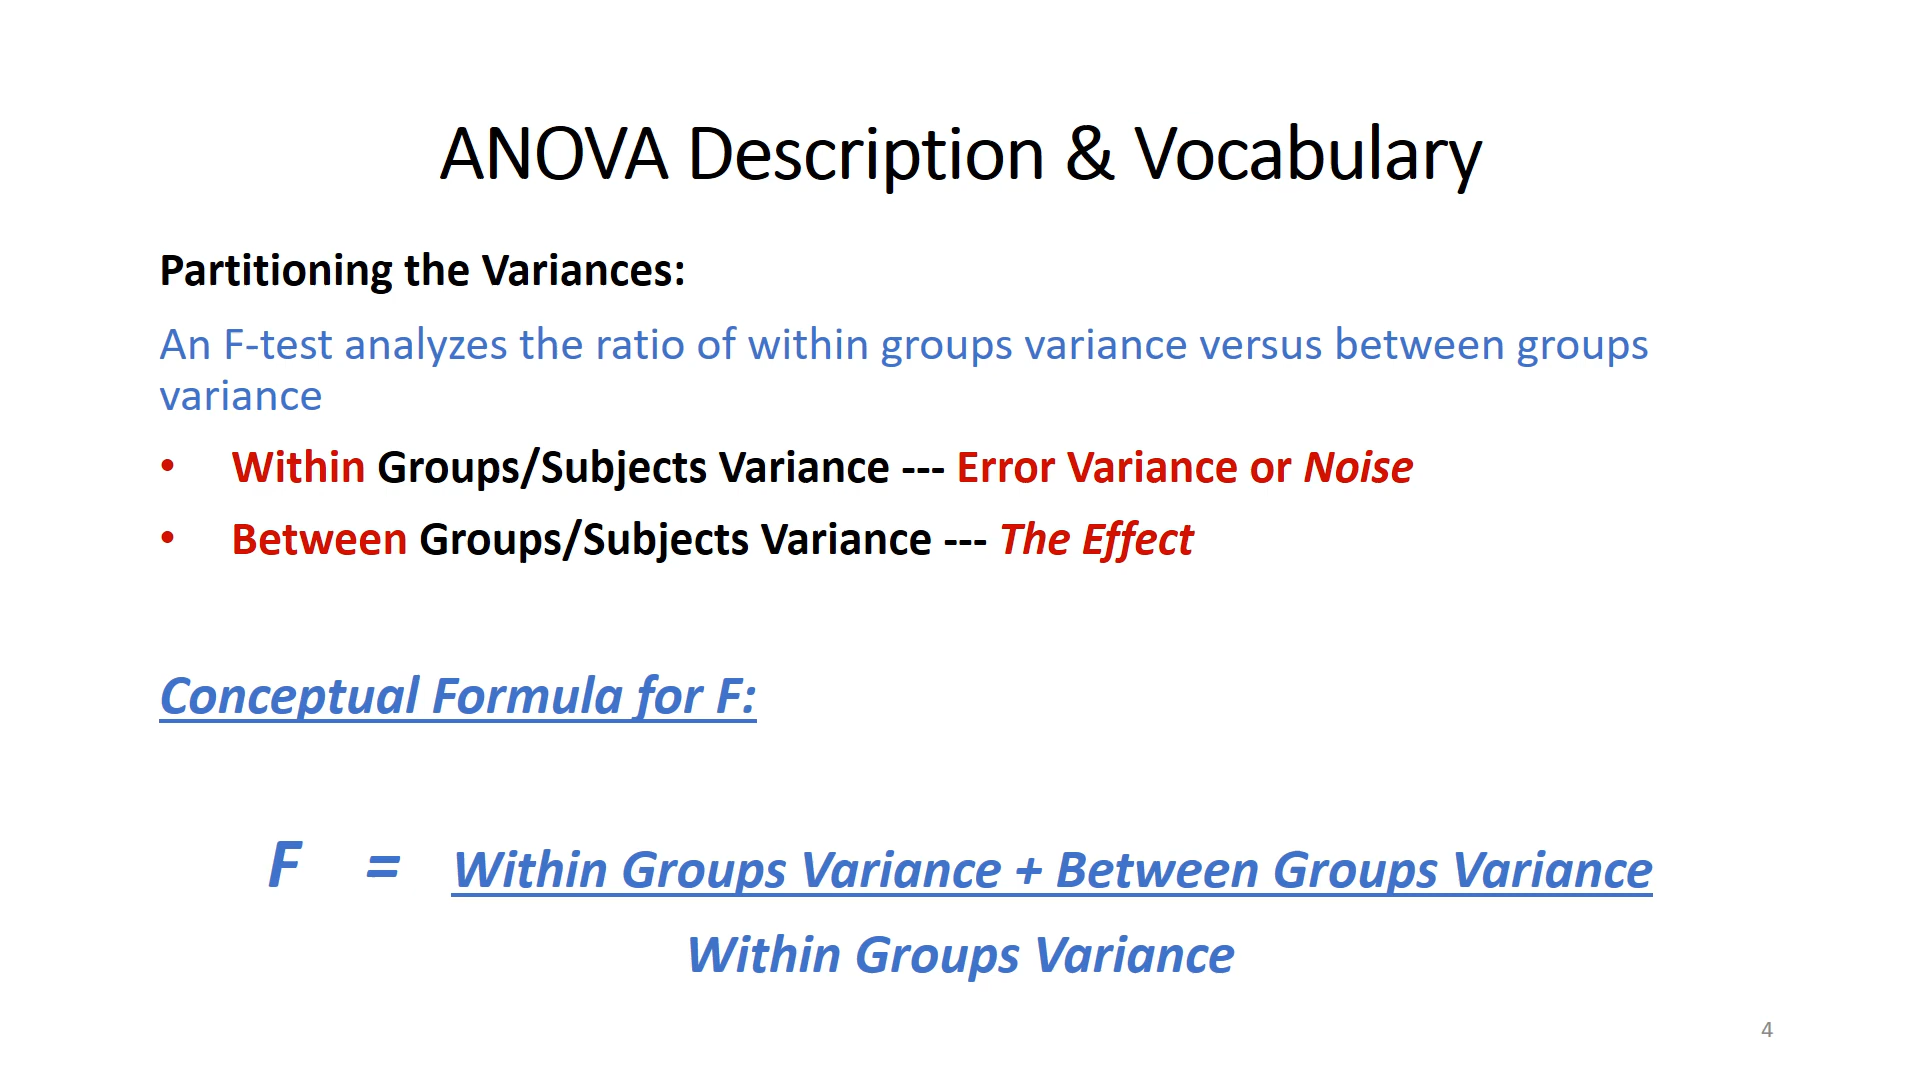 ANOVA Description & Vocabulary
Partitioning the Variances:
An F-test analyzes the ratio of within groups variance versus between groups
variance
• Within Groups/Subjects Variance --- Error Variance or Noise
• Between Groups/Subjects Variance --- The Effect
Conceptual Formula for F:
F = Within Groups Variance + Between Groups Variance
Within Groups Variance
4